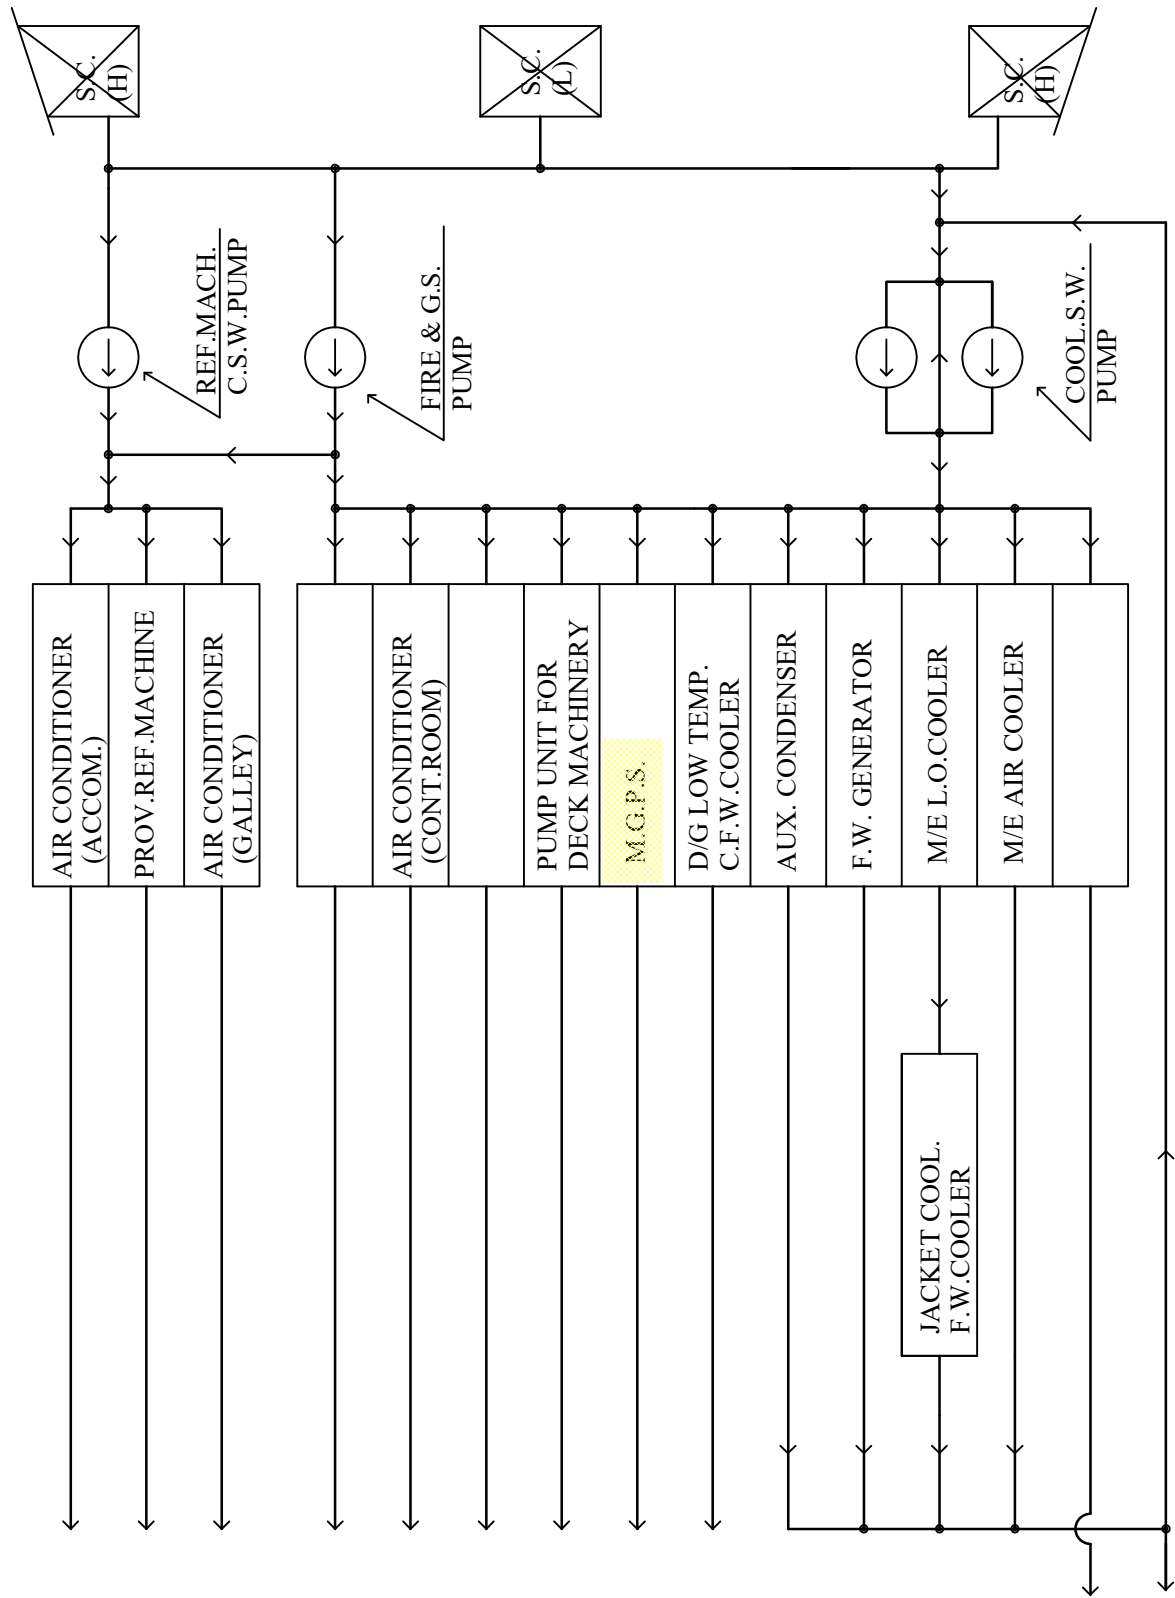 S.C.
(H)
S.C.
(L)
S.C.
(H)
REF.MACH.
C.S.W.PUMP
FIRE & G.S.
PUMP
COOL.S.W.
PUMP
AIR CONDITIONER
(ACCOM.)
PROV.REF.MACHINE
AIR CONDITIONER
(GALLEY)
AIR CONDITIONER
(CONT.ROOM)
PUMP UNIT FOR
DECK MACHINERY
M.G.P.S.
D/G LOW TEMP.
C.F.W.COOLER
AUX. CONDENSER
F.W. GENERATOR
M/E L.O.COOLER
M/E AIR COOLER
JACKET COOL.
F.W.COOLER